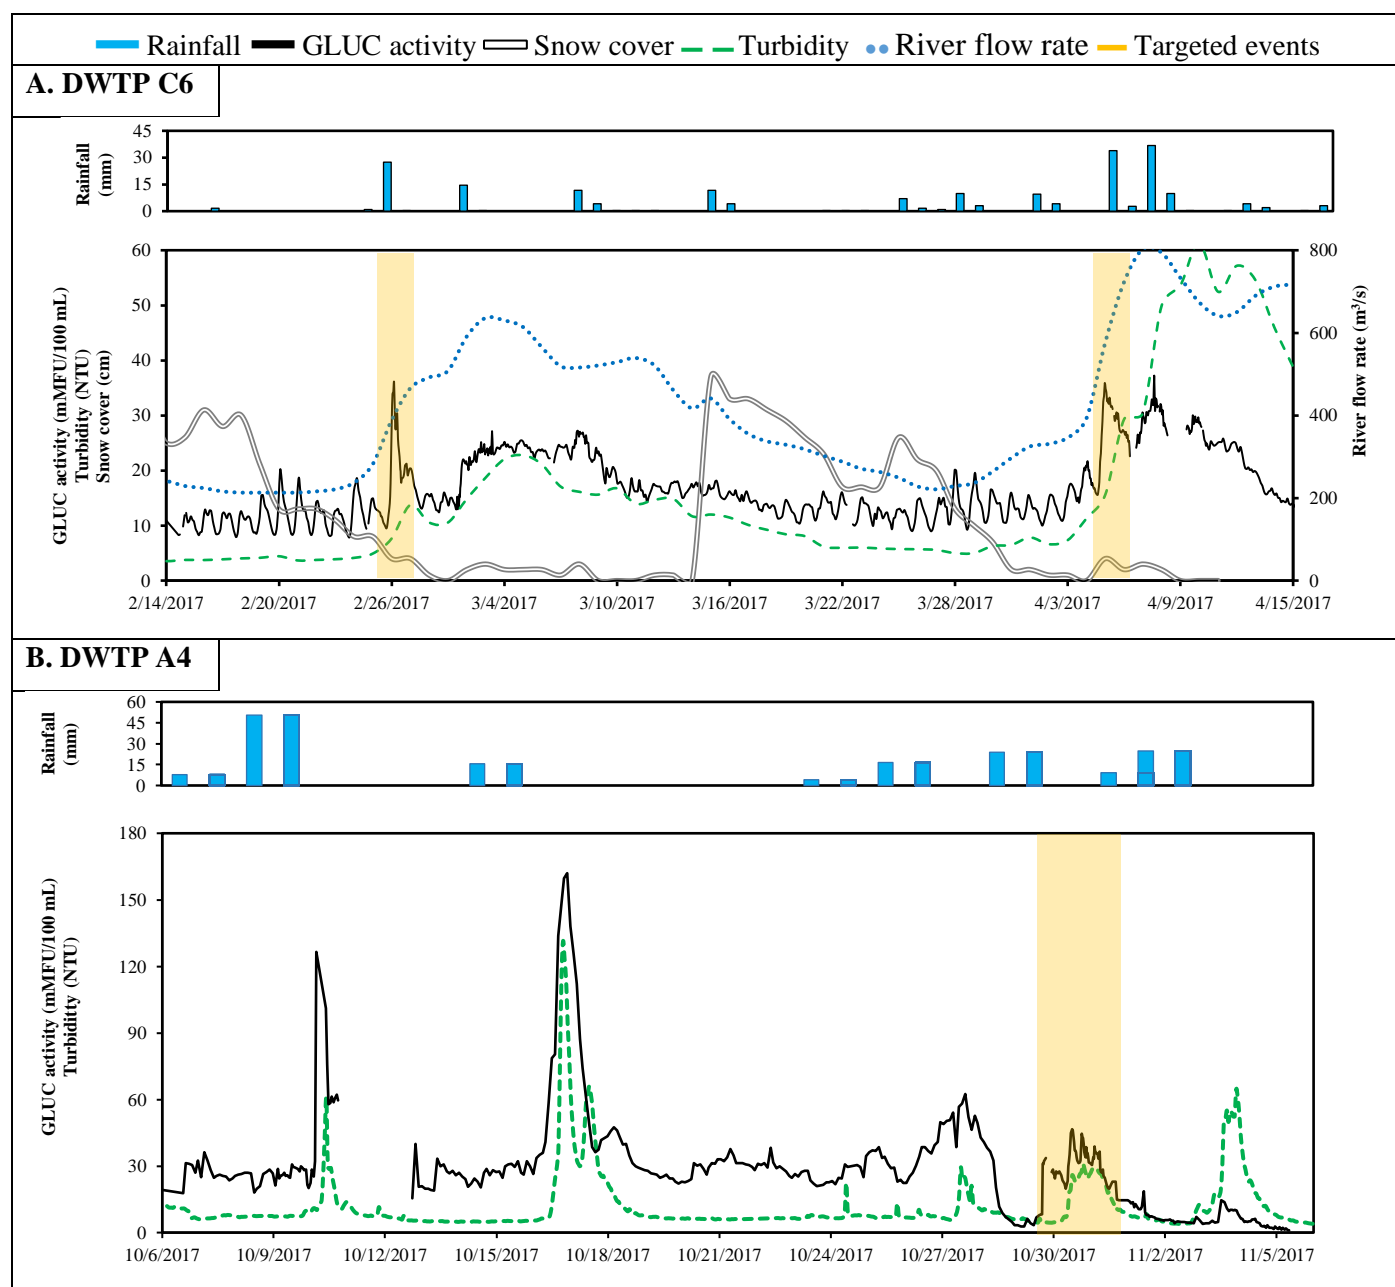 Rainfall GLUC activity Snow cover Turbidity River flow rate Targeted events
A. DWTP C6
Rainfall
(mm)
45
30
15
0
GLUC activity (mMFU/100 mL)
Turbidity (NTU)
Snow cover (cm)
60
50
40
30
20
10
0
800
600
400
200
0
River flow rate (m³/s)
2/14/2017 2/20/2017 2/26/2017 3/4/2017 3/10/2017 3/16/2017 3/22/2017 3/28/2017 4/3/2017 4/9/2017 4/15/2017
B. DWTP A4
Rainfall
(mm)
60
45
30
15
0
GLUC activity (mMFU/100 mL)
Turbiditty (NTU)
180
150
120
90
60
30
0
10/6/2017 10/9/2017 10/12/2017 10/15/2017 10/18/2017 10/21/2017 10/24/2017 10/27/2017 10/30/2017 11/2/2017 11/5/2017